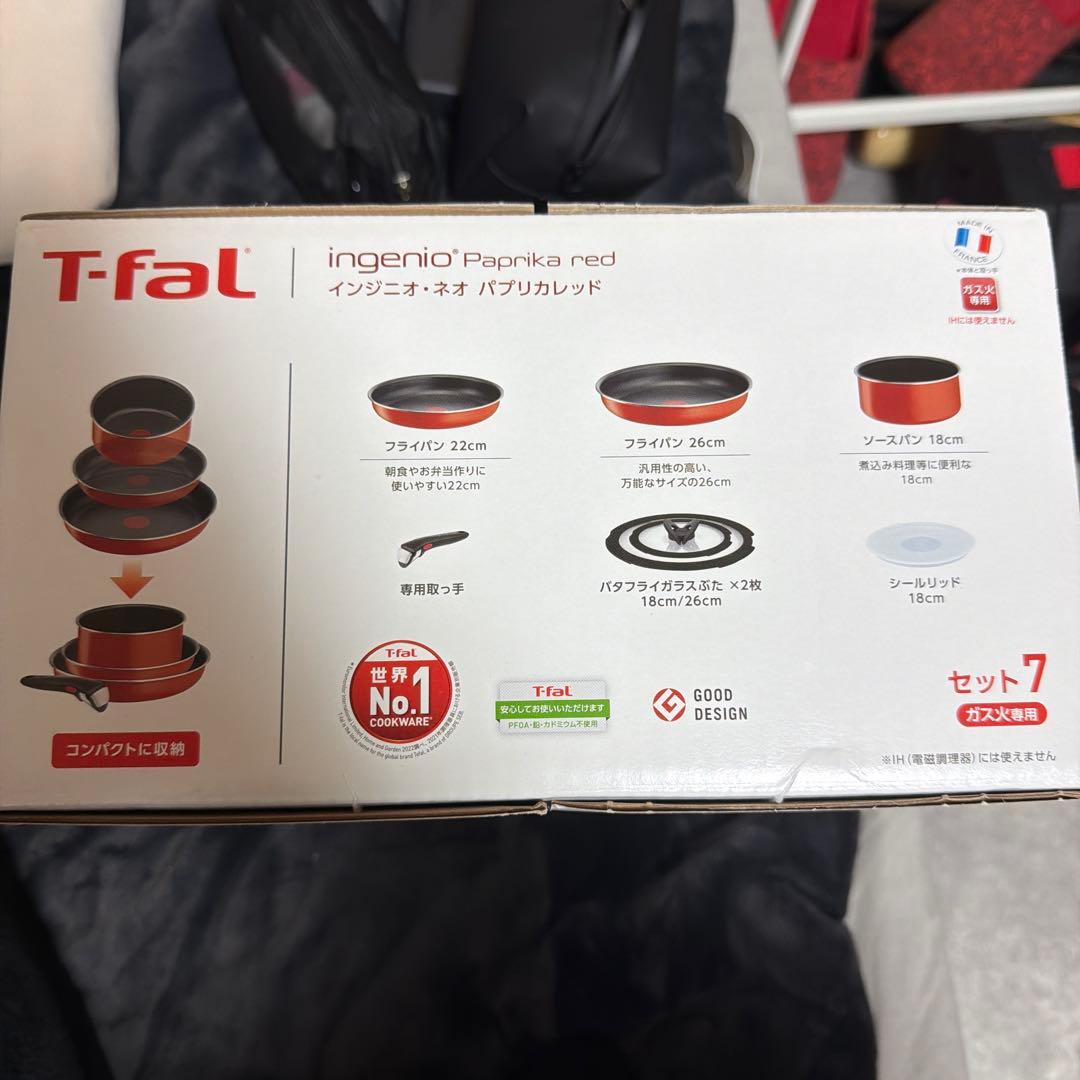 T-fal
ingenio® Paprika red
インジニオ・ネオ パプリカレッド
MADE IN
FRANCE
※本体と取っ手
ガス火
専用
IHには使えません
フライパン 22cm
朝食やお弁当作りに
使いやすい22cm
フライパン 26cm
汎用性の高い、
万能なサイズの26cm
ソースパン 18cm
煮込み料理等に便利な
18cm
専用取っ手
バタフライガラスぶた ×2枚
18cm/26cm
シールリッド
18cm
コンパクトに収納
T-fal
世界
No.1
COOKWARE*
T-fal
安心してお使いいただけます
PFOA・鉛・カドミウム不使用
GOOD
DESIGN
セット7
ガス火専用
※IH(電磁調理器)には使えません